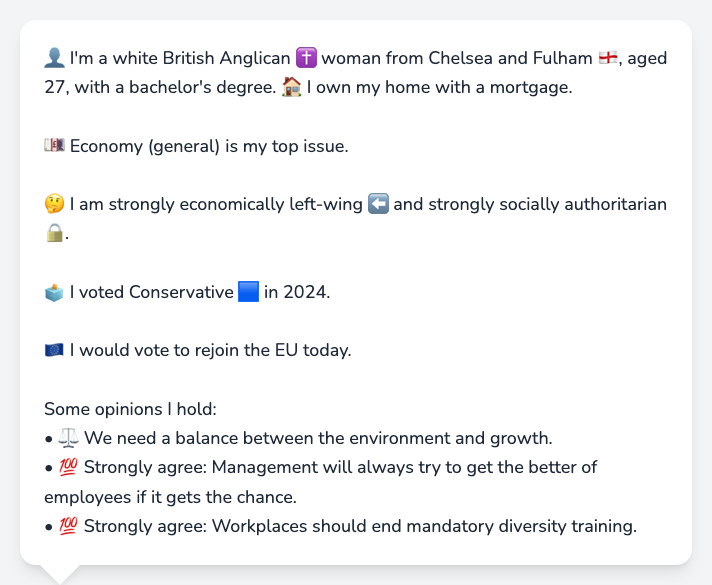 👤 I'm a white British Anglican ✝️ woman from Chelsea and Fulham 🏴󠁧󠁢󠁥󠁮󠁧󠁿, aged
27, with a bachelor's degree. 🏠 I own my home with a mortgage.
💷 Economy (general) is my top issue.
🤔 I am strongly economically left-wing ⬅️ and strongly socially authoritarian
🔒.
🗳️ I voted Conservative 🟦 in 2024.
🇪🇺 I would vote to rejoin the EU today.
Some opinions I hold:
• ⚖️ We need a balance between the environment and growth.
• 💯 Strongly agree: Management will always try to get the better of
employees if it gets the chance.
• 💯 Strongly agree: Workplaces should end mandatory diversity training.